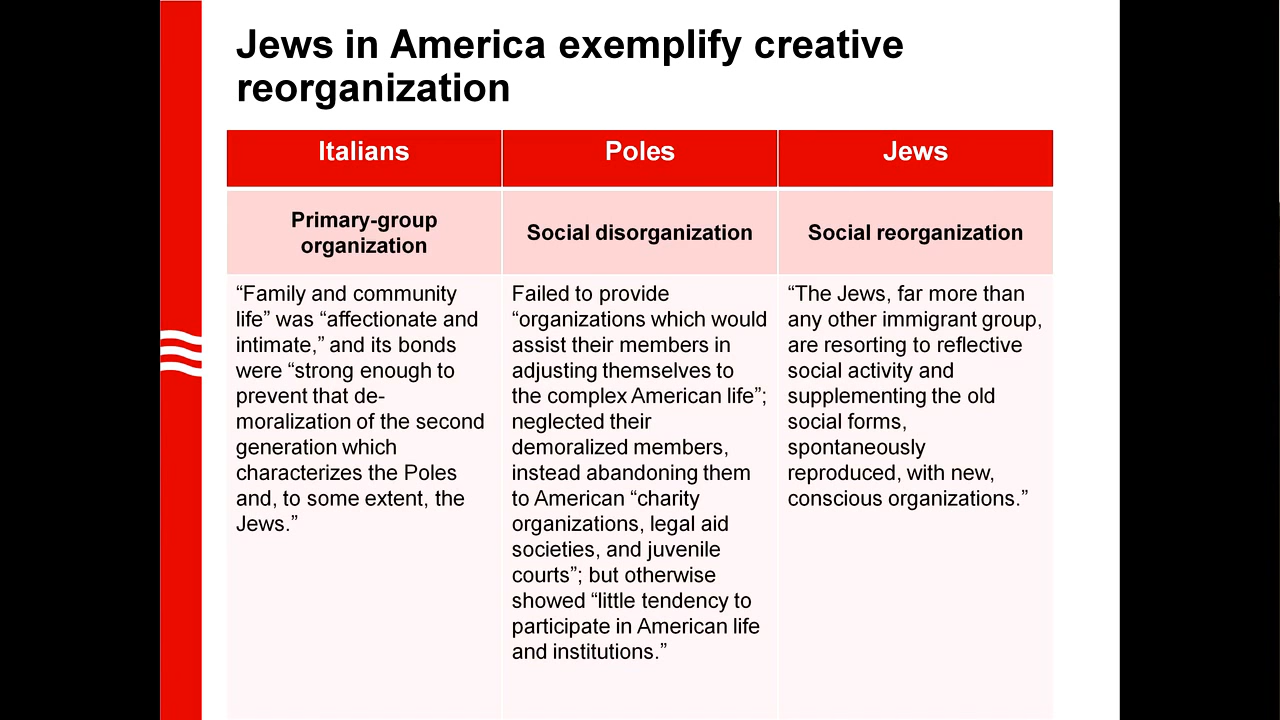 Jews in America exemplify creative
reorganization
Italians
Poles
Jews
Primary-group
organization
Social disorganization
Social reorganization
“Family and community
life” was “affectionate and
intimate,” and its bonds
were “strong enough to
prevent that de-
moralization of the second
generation which
characterizes the Poles
and, to some extent, the
Jews.”
Failed to provide
“organizations which would
assist their members in
adjusting themselves to
the complex American life”;
neglected their
demoralized members,
instead abandoning them
to American “charity
organizations, legal aid
societies, and juvenile
courts”; but otherwise
showed “little tendency to
participate in American life
and institutions.”
“The Jews, far more than
any other immigrant group,
are resorting to reflective
social activity and
supplementing the old
social forms,
spontaneously
reproduced, with new,
conscious organizations.”